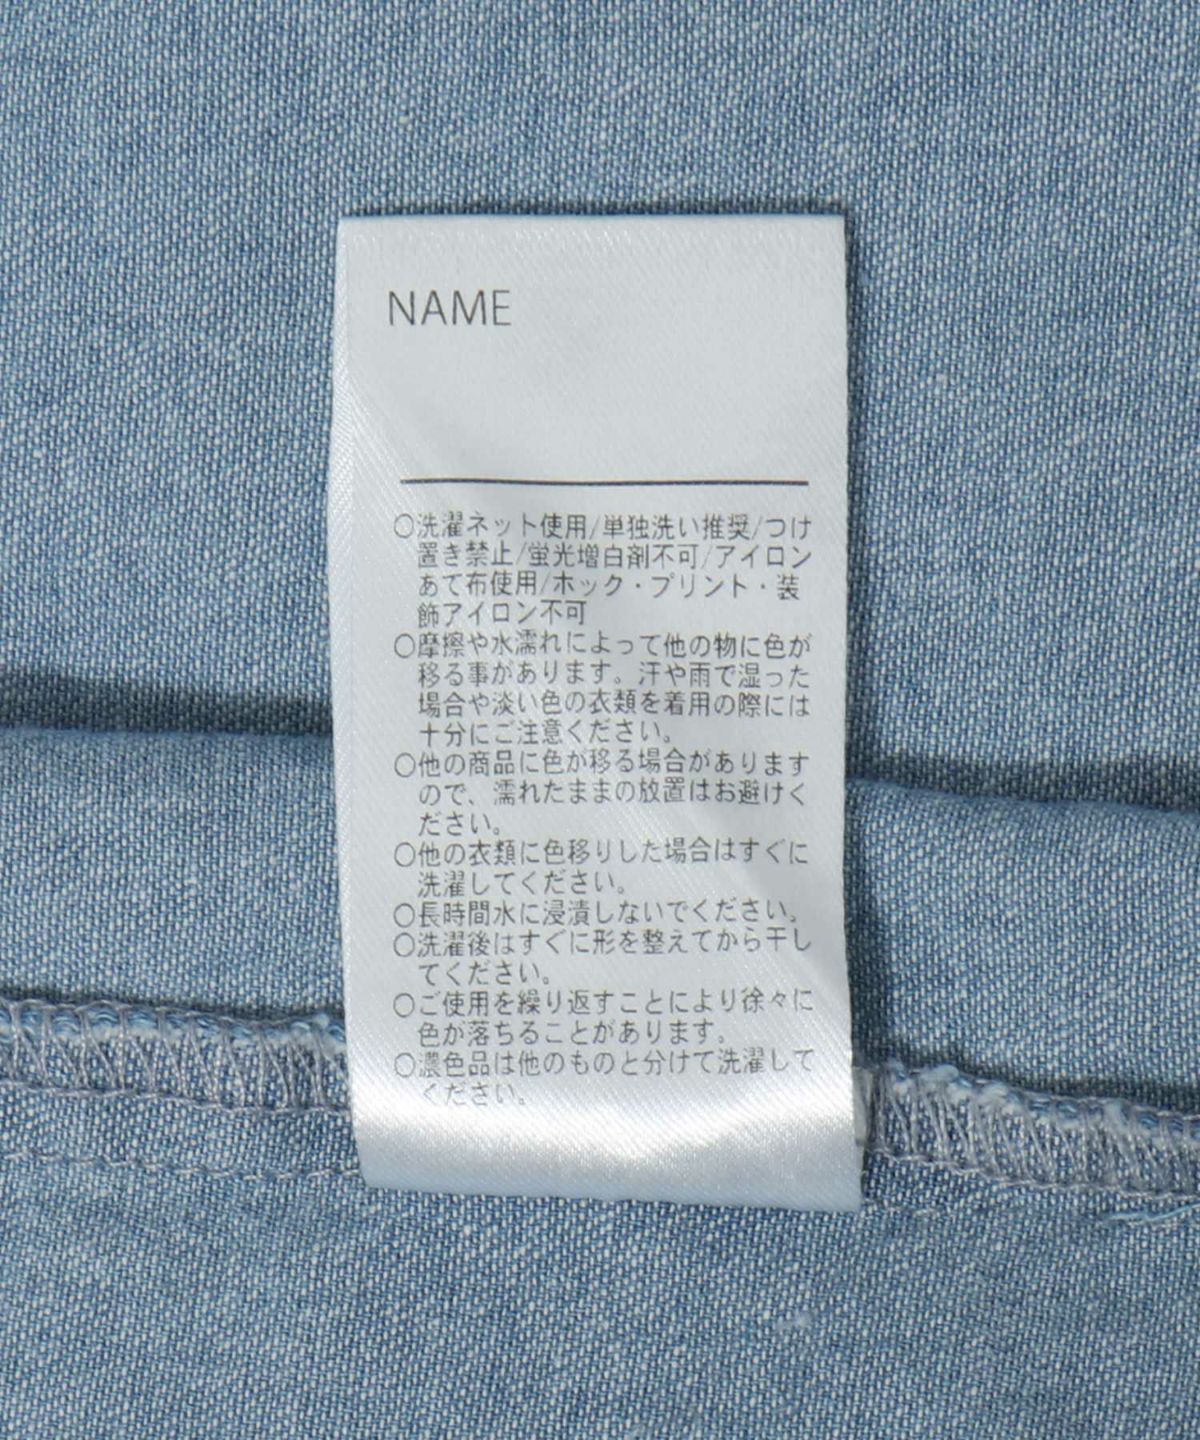 NAME
○洗濯ネット使用/単独洗い推奨/つけ
置き禁止/蛍光増白剤不可/アイロン
あて布使用/ホック・プリント・装
飾アイロン不可
○摩擦や水濡れによって他の物に色が
移る事があります。汗や雨で湿った
場合や淡い色の衣類を着用の際には
十分にご注意ください。
○他の商品に色が移る場合があります
ので、濡れたままの放置はお避けく
ださい。
○他の衣類に色移りした場合はすぐに
洗濯してください。
○長時間水に浸漬しないでください。
○洗濯後はすぐに形を整えてから干し
てください。
○ご使用を繰り返すことにより徐々に
色が落ちることがあります。
○濃色品は他のものと分けて洗濯して
ください。